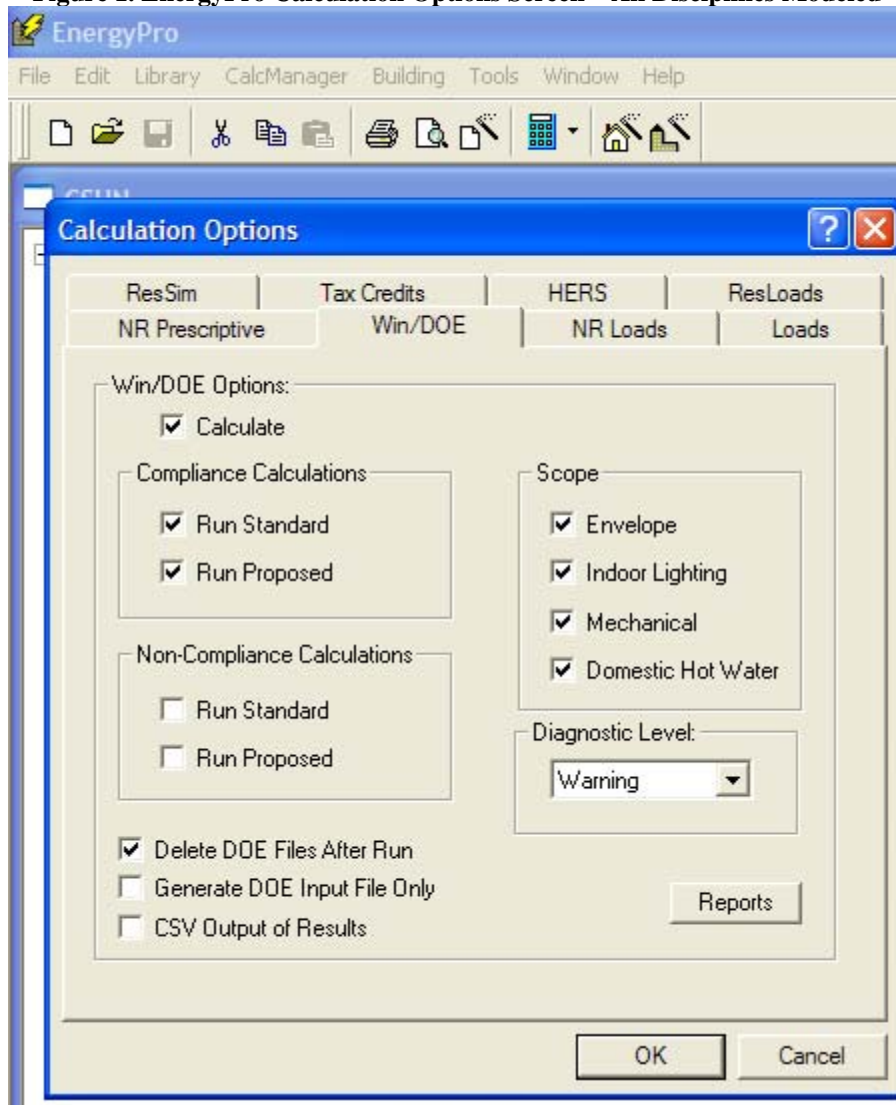 EnergyPro
File Edit Library CalcManager Building Tools Window Help
Calculation Options
ResSim Tax Credits HERS ResLoads
NR Prescriptive Win/DOE NR Loads Loads
Win/DOE Options:
Calculate
Compliance Calculations
Run Standard
Run Proposed
Scope
Envelope
Indoor Lighting
Mechanical
Domestic Hot Water
Non-Compliance Calculations
Run Standard
Run Proposed
Diagnostic Level:
Warning
Delete DOE Files After Run
Generate DOE Input File Only
CSV Output of Results
Reports
OK Cancel